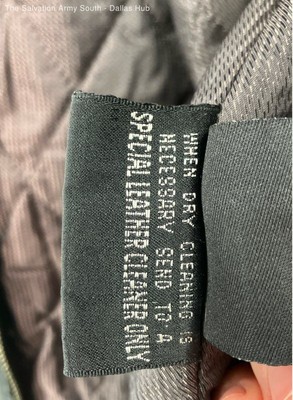 The Salvation Army South - Dallas Hub
WHEN DRY CLEANING IS
NECESSARY SEND TO A
SPECIAL LEATHER CLEANER ONLY